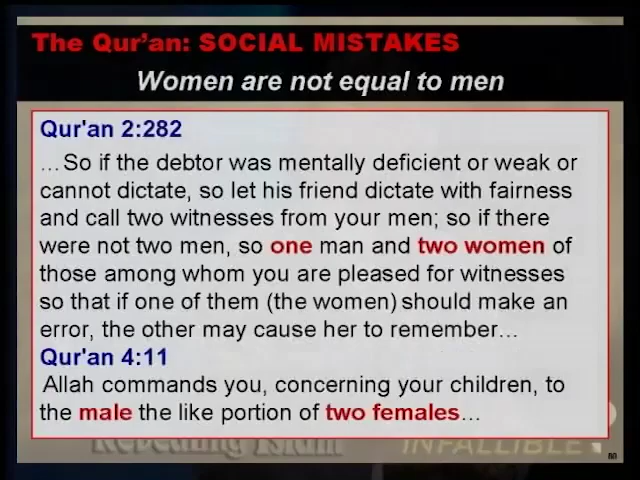 The Qur'an: SOCIAL MISTAKES
Women are not equal to men
Qur'an 2:282
…So if the debtor was mentally deficient or weak or
cannot dictate, so let his friend dictate with fairness
and call two witnesses from your men; so if there
were not two men, so one man and two women of
those among whom you are pleased for witnesses
so that if one of them (the women) should make an
error, the other may cause her to remember…
Qur'an 4:11
Allah commands you, concerning your children, to
the male the like portion of two females…
Revealing Islam INFALLIBLE?